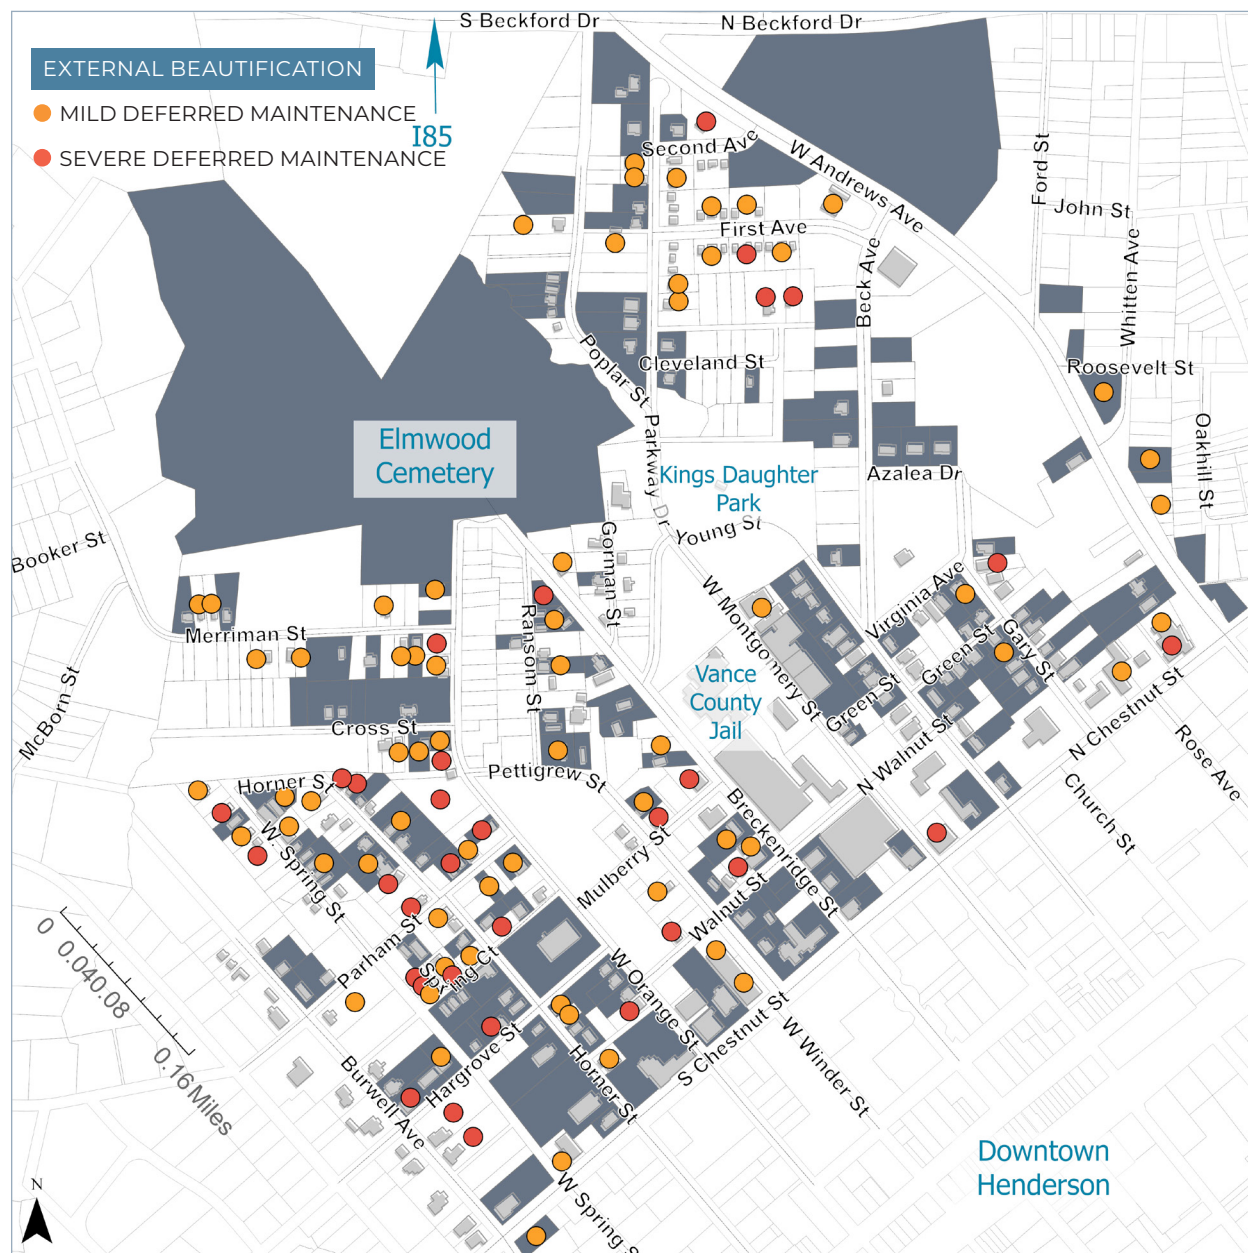 S Beckford Dr
N Beckford Dr
EXTERNAL BEAUTIFICATION
MILD DEFERRED MAINTENANCE
SEVERE DEFERRED MAINTENANCE
I85
Second Ave
W Andrews Ave
Ford St
John St
First Ave
Beck Ave
Whitten Ave
Poplar St
Cleveland St
Roosevelt St
Elmwood
Cemetery
Parkway Dr
Kings Daughter
Park
Azalea Dr
Oakhill St
Young St
Booker St
Gorman St
W Montgomery St
Virginia Ave
Merriman St
Ransom St
Green St
Gary St
McBorn St
Vance
County
Jail
Green St
Cross St
N Walnut St
N Chestnut St
Rose Ave
Pettigrew St
Horner St
Breckenridge St
Church St
W. Spring St
Mulberry St
Walnut St
Parham St
Spring Ct
W Orange St
0
0.04
0.08
0.16 Miles
S Chestnut St
W Winder St
Hargrove St
Horner St
Burwell Ave
Downtown
Henderson
N
W Spring S